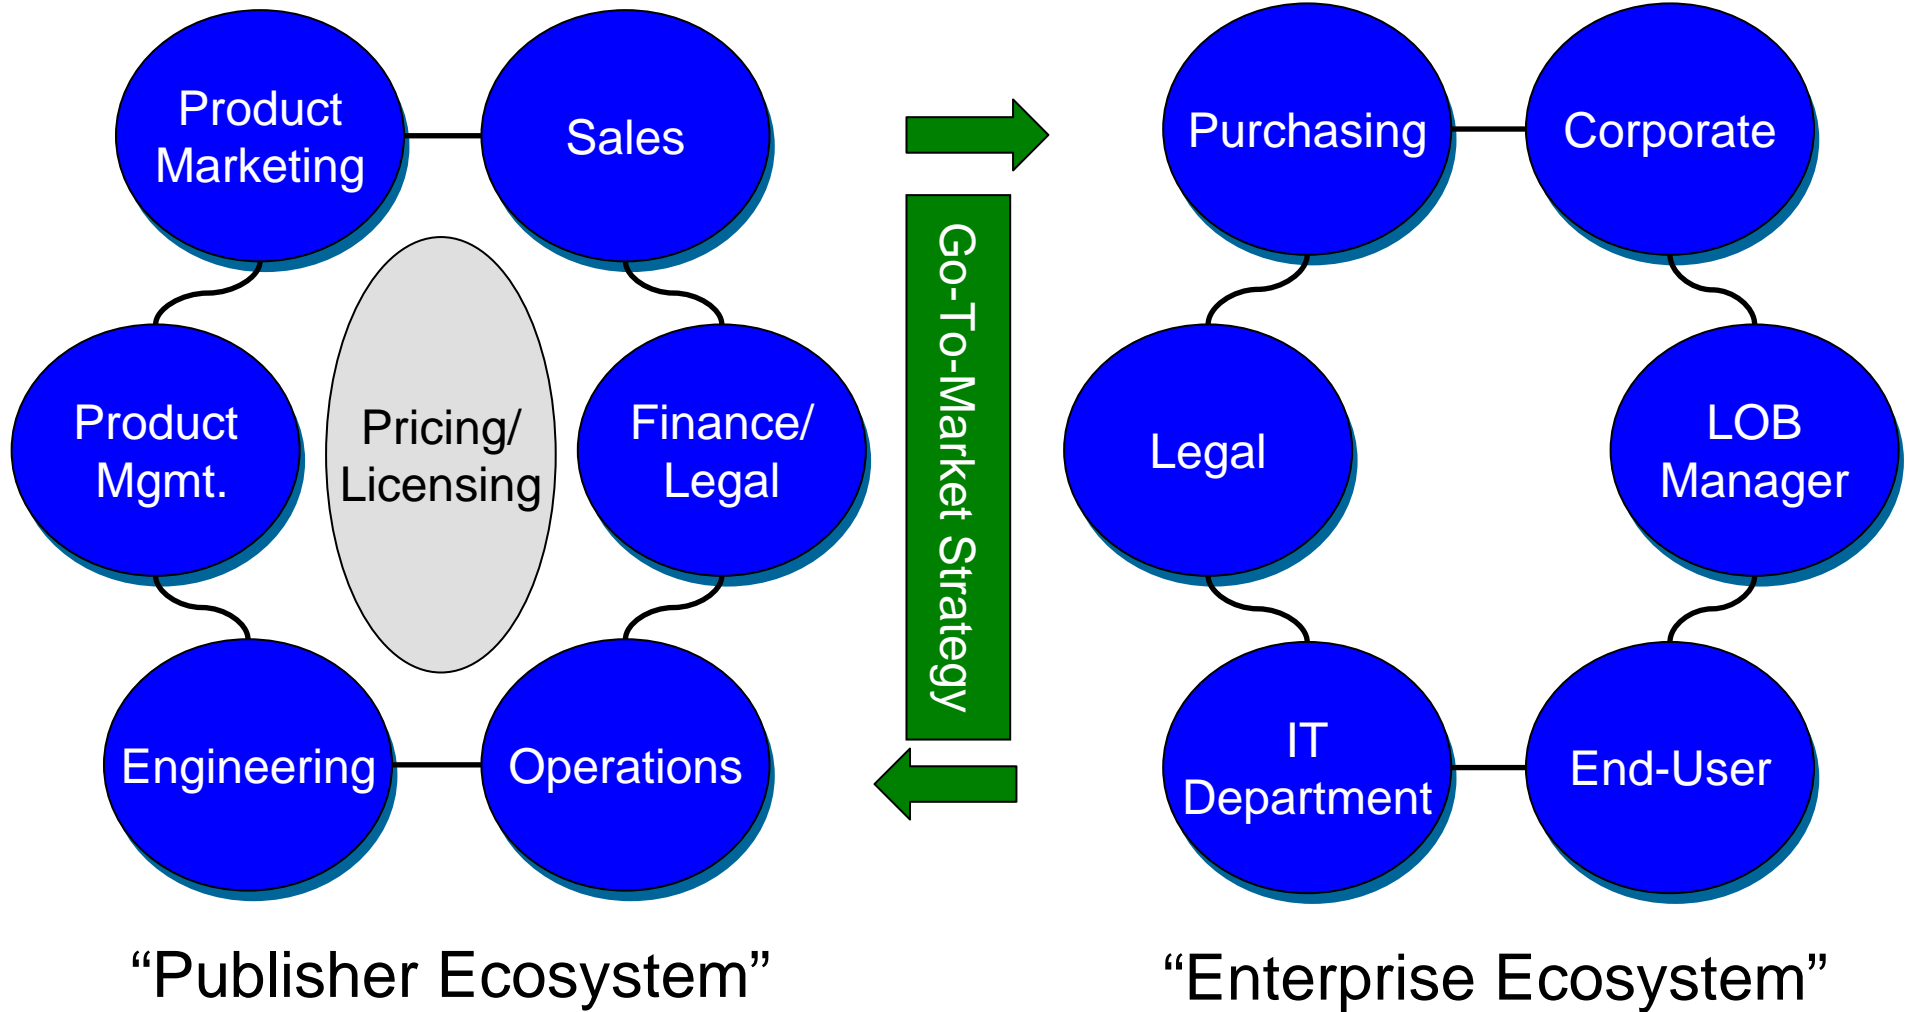 Product
Marketing
Sales
Product
Mgmt.
Pricing/
Licensing
Finance/
Legal
Engineering
Operations
“Publisher Ecosystem”
Go-To-Market Strategy
Purchasing
Corporate
Legal
LOB
Manager
IT
Department
End-User
“Enterprise Ecosystem”